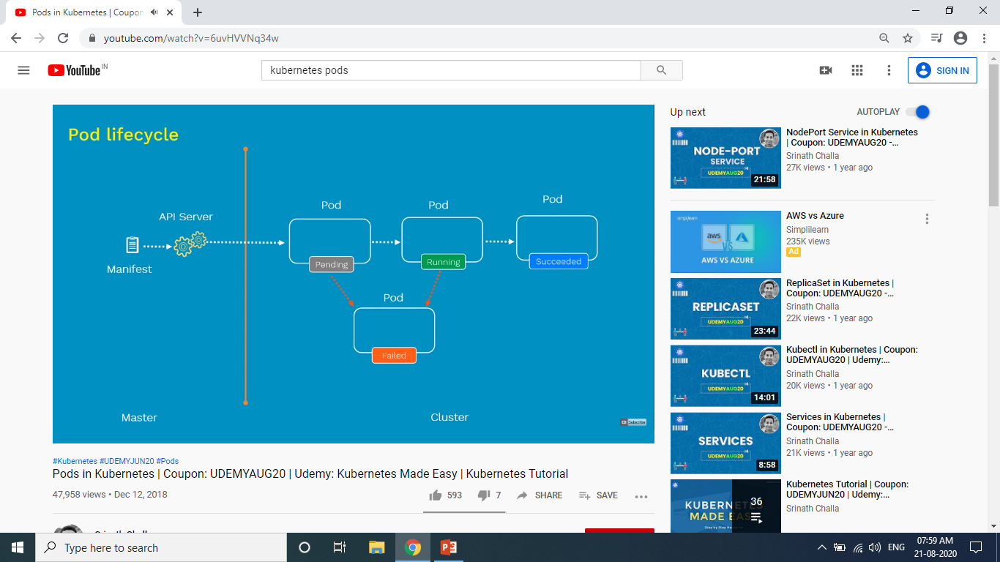 Pods in Kubernetes | Coupon
youtube.com/watch?v=6uvHVVNq34w
YouTube IN
kubernetes pods
SIGN IN
Pod lifecycle
API Server
Manifest
Pod
Pending
Pod
Running
Pod
Succeeded
Pod
Failed
Master
Cluster
Subscribe
#Kubernetes #UDEMYJUN20 #Pods
Pods in Kubernetes | Coupon: UDEMYAUG20 | Udemy: Kubernetes Made Easy | Kubernetes Tutorial
47,958 views • Dec 12, 2018
593
7
SHARE
SAVE
Up next
AUTOPLAY
NODE-PORT
SERVICE
UDEMYAUG20
21:58
NodePort Service in Kubernetes
| Coupon: UDEMYAUG20 -...
Srinath Challa
27K views • 1 year ago
simplilearn
aws
VS
AWS VS AZURE
AWS vs Azure
Simplilearn
235K views
Ad
REPLICASET
UDEMYAUG20
23:44
ReplicaSet in Kubernetes |
Coupon: UDEMYAUG20 -...
Srinath Challa
22K views • 1 year ago
KUBECTL
UDEMYAUG20
14:01
Kubectl in Kubernetes | Coupon:
UDEMYAUG20 | Udemy:...
Srinath Challa
20K views • 1 year ago
SERVICES
UDEMYAUG20
8:58
Services in Kubernetes |
Coupon: UDEMYAUG20 -...
Srinath Challa
21K views • 1 year ago
KUBERNETES
MADE EASY
Step by Step
36
Kubernetes Tutorial | Coupon:
UDEMYJUN20 | Udemy:...
Srinath Challa
Type here to search
ENG
07:59 AM
21-08-2020